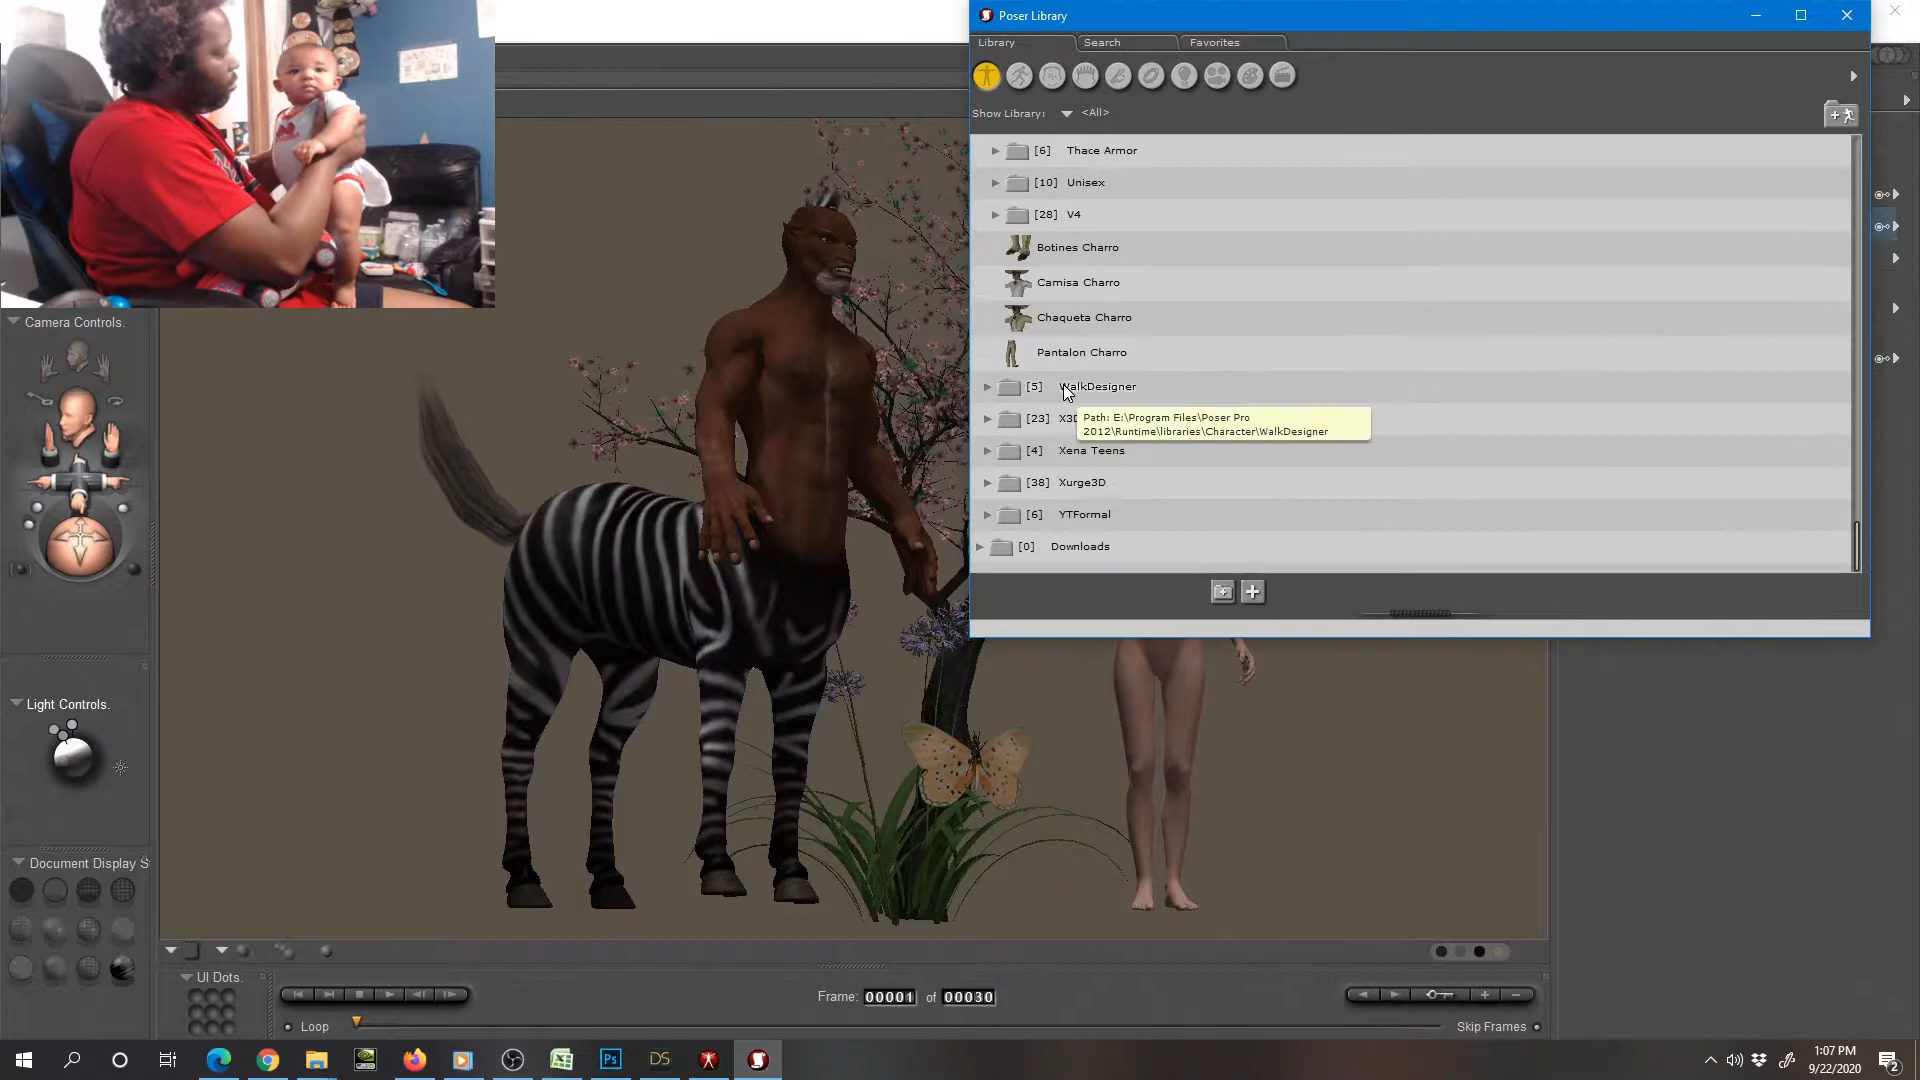 Poser Library
Library
Search
Favorites
Show Library:
<All>
[6] Thace Armor
[10] Unisex
[28] V4
Botines Charro
Camisa Charro
Chaqueta Charro
Pantalon Charro
[5] WalkDesigner
[23]
Path: E:\Program Files\Poser Pro
2012\Runtime\libraries\Character\WalkDesigner
[4] Xena Teens
[38] Xurge3D
[6] YTFormal
[0] Downloads
Camera Controls.
Light Controls.
Document Display S
UI Dots.
Frame: 00001 of 00030
Loop
Skip Frames
Ps
DS
1:07 PM
9/22/2020
2